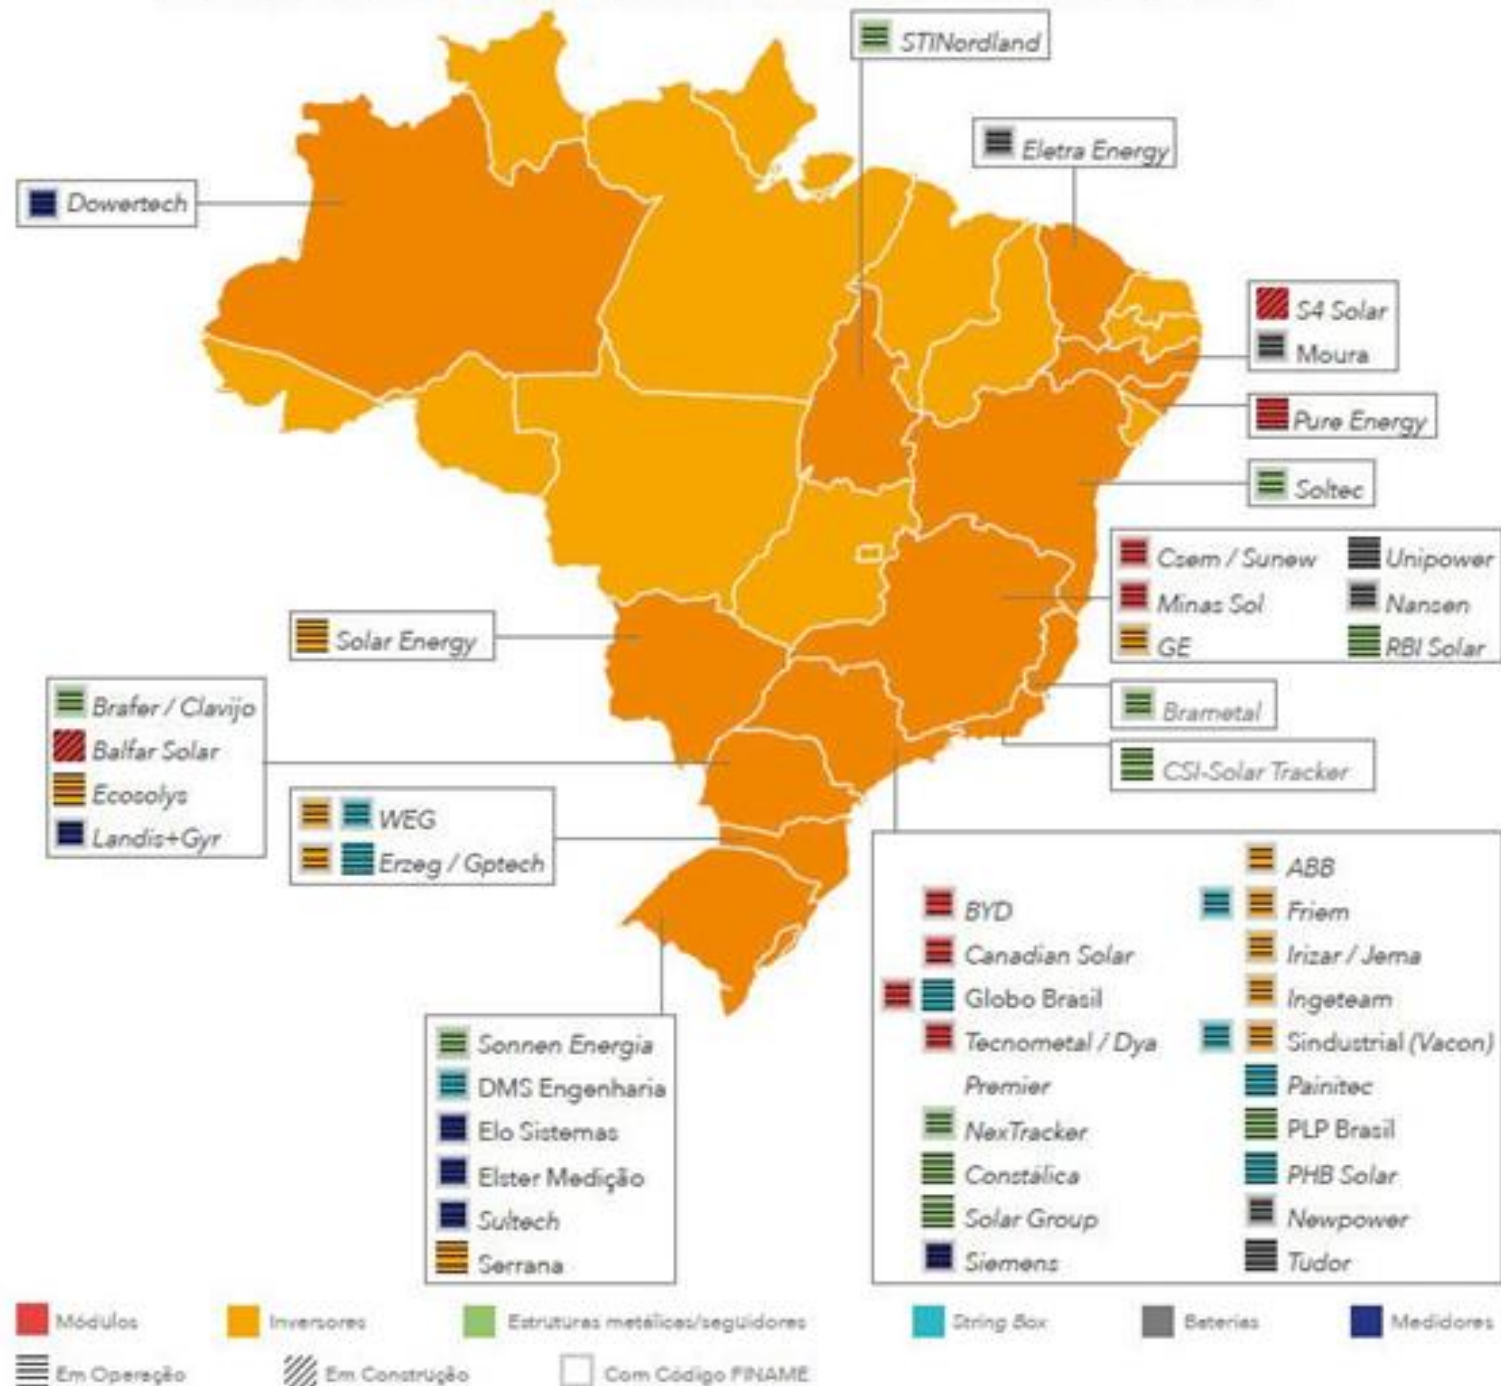 STINordland
Eletra Energy
Dowertech
S4 Solar
Moura
Pure Energy
Soltec
Csem / Sunew
Minas Sol
GE
Unipower
Nansen
RBI Solar
Solar Energy
Brametal
CSI-Solar Tracker
Brafer / Clavijo
Balfar Solar
Ecosolys
Landis+Gyr
WEG
Erzeg / Gptech
BYD
Canadian Solar
Globo Brasil
Tecnometal / Dya
Premier
NexTracker
Constálica
Solar Group
Siemens
ABB
Friem
Irizar / Jema
Ingeteam
Sindustrial (Vacon)
Painitec
PLP Brasil
PHB Solar
Newpower
Tudor
Sonnen Energia
DMS Engenharia
Elo Sistemas
Elster Medição
Sultech
Serrana
Módulos
Inversores
Estruturas metálicas/seguidores
String Box
Baterias
Medidores
Em Operação
Em Construção
Com Código FINAME